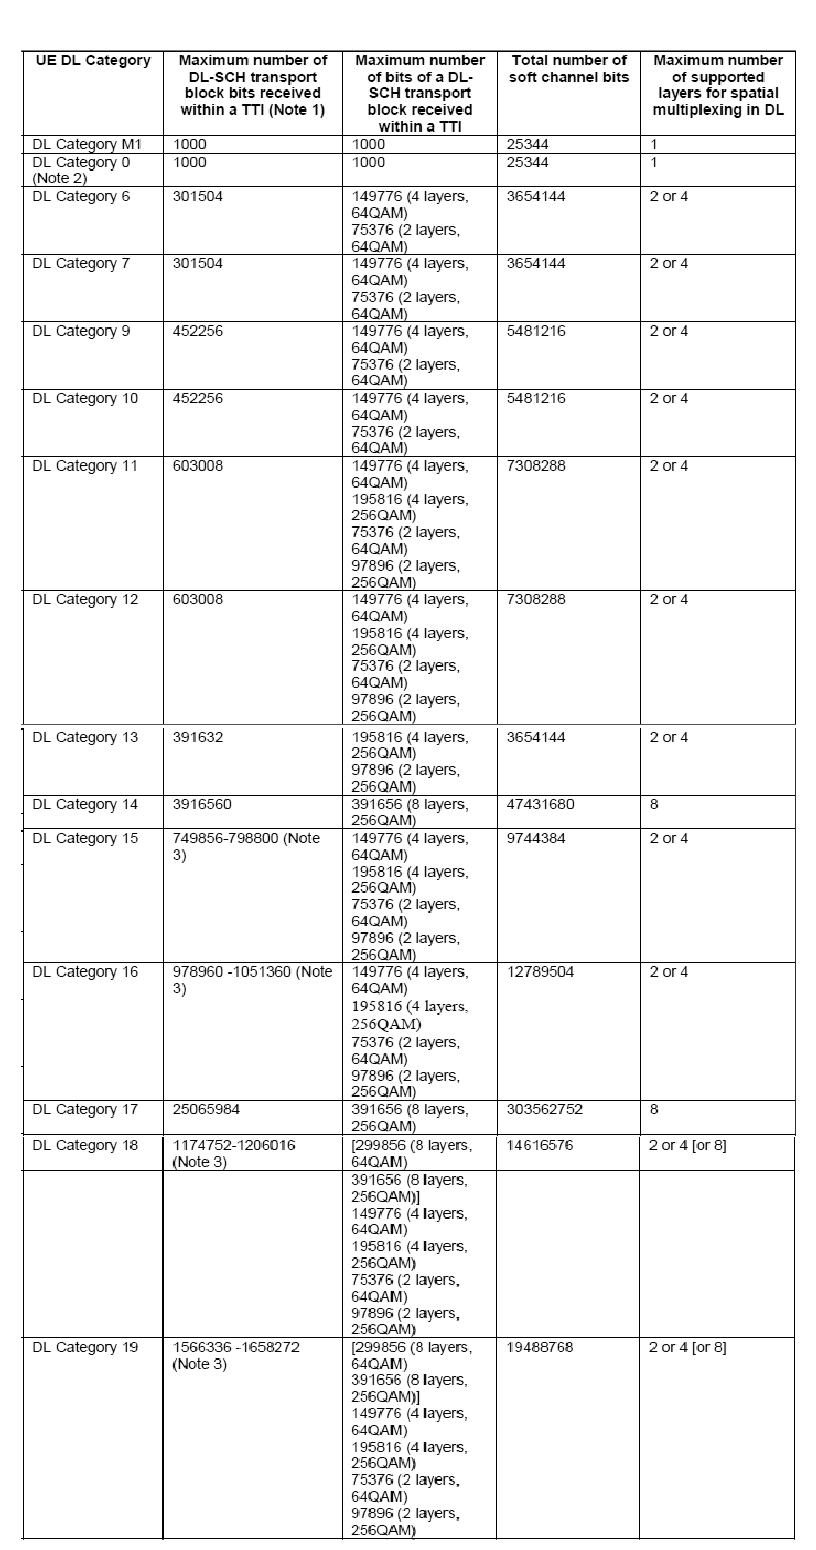 UE DL Category
Maximum number of
DL-SCH transport
block bits received
within a TTI (Note 1)
Maximum number
of bits of a DL-
SCH transport
block received
within a TTI
Total number of
soft channel bits
Maximum number
of supported
layers for spatial
multiplexing in DL
DL Category M1
1000
1000
25344
1
DL Category 0
(Note 2)
1000
1000
25344
1
DL Category 6
301504
149776 (4 layers,
64QAM)
75376 (2 layers,
64QAM)
3654144
2 or 4
DL Category 7
301504
149776 (4 layers,
64QAM)
75376 (2 layers,
64QAM)
3654144
2 or 4
DL Category 9
452256
149776 (4 layers,
64QAM)
75376 (2 layers,
64QAM)
5481216
2 or 4
DL Category 10
452256
149776 (4 layers,
64QAM)
75376 (2 layers,
64QAM)
5481216
2 or 4
DL Category 11
603008
149776 (4 layers,
64QAM)
195816 (4 layers,
256QAM)
75376 (2 layers,
64QAM)
97896 (2 layers,
256QAM)
7308288
2 or 4
DL Category 12
603008
149776 (4 layers,
64QAM)
195816 (4 layers,
256QAM)
75376 (2 layers,
64QAM)
97896 (2 layers,
256QAM)
7308288
2 or 4
DL Category 13
391632
195816 (4 layers,
256QAM)
97896 (2 layers,
256QAM)
3654144
2 or 4
DL Category 14
3916560
391656 (8 layers,
256QAM)
47431680
8
DL Category 15
749856-798800 (Note
3)
149776 (4 layers,
64QAM)
195816 (4 layers,
256QAM)
75376 (2 layers,
64QAM)
97896 (2 layers,
256QAM)
9744384
2 or 4
DL Category 16
978960 -1051360 (Note
3)
149776 (4 layers,
64QAM)
195816 (4 layers,
256QAM)
75376 (2 layers,
64QAM)
97896 (2 layers,
256QAM)
12789504
2 or 4
DL Category 17
25065984
391656 (8 layers,
256QAM)
303562752
8
DL Category 18
1174752-1206016
(Note 3)
[299856 (8 layers,
64QAM)
391656 (8 layers,
256QAM)]
149776 (4 layers,
64QAM)
195816 (4 layers,
256QAM)
75376 (2 layers,
64QAM)
97896 (2 layers,
256QAM)
14616576
2 or 4 [or 8]
DL Category 19
1566336 -1658272
(Note 3)
[299856 (8 layers,
64QAM)
391656 (8 layers,
256QAM)]
149776 (4 layers,
64QAM)
195816 (4 layers,
256QAM)
75376 (2 layers,
64QAM)
97896 (2 layers,
256QAM)
19488768
2 or 4 [or 8]